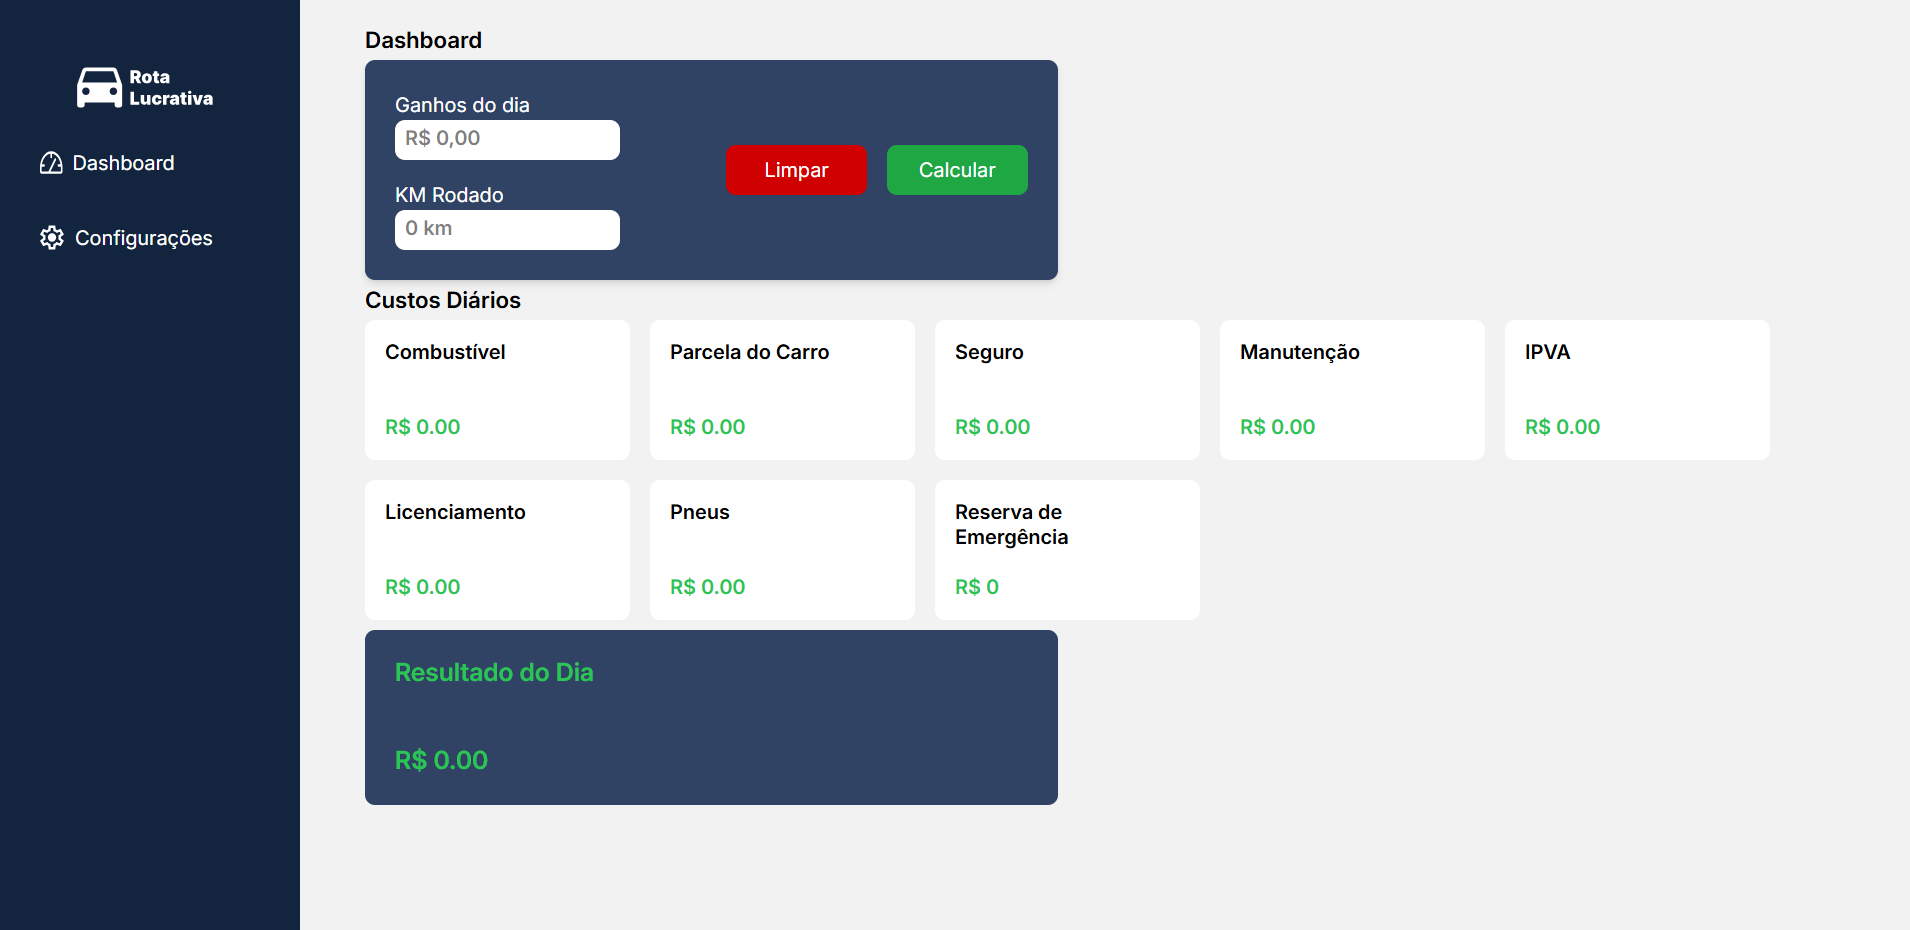 Rota
Lucrativa
Dashboard
Configurações
Dashboard
Ganhos do dia
R$ 0,00
KM Rodado
0 km
Limpar
Calcular
Custos Diários
Combustível
R$ 0.00
Parcela do Carro
R$ 0.00
Seguro
R$ 0.00
Manutenção
R$ 0.00
IPVA
R$ 0.00
Licenciamento
R$ 0.00
Pneus
R$ 0.00
Reserva de
Emergência
R$ 0
Resultado do Dia
R$ 0.00